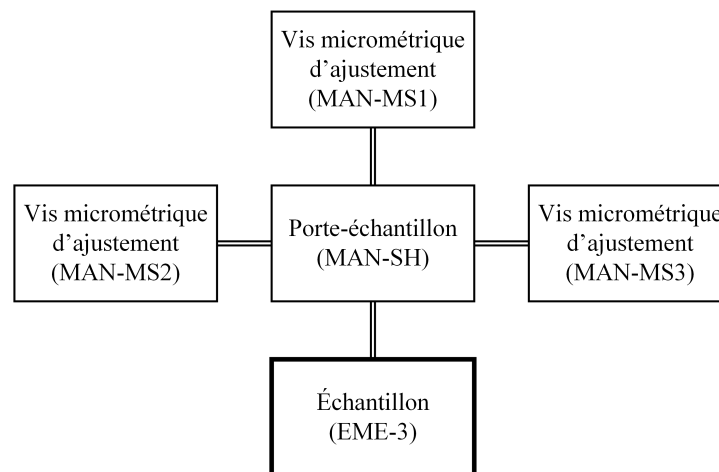 Vis micrométrique
d’ajustement
(MAN-MS1)
Vis micrométrique
d’ajustement
(MAN-MS2)
Porte-échantillon
(MAN-SH)
Vis micrométrique
d’ajustement
(MAN-MS3)
Échantillon
(EME-3)